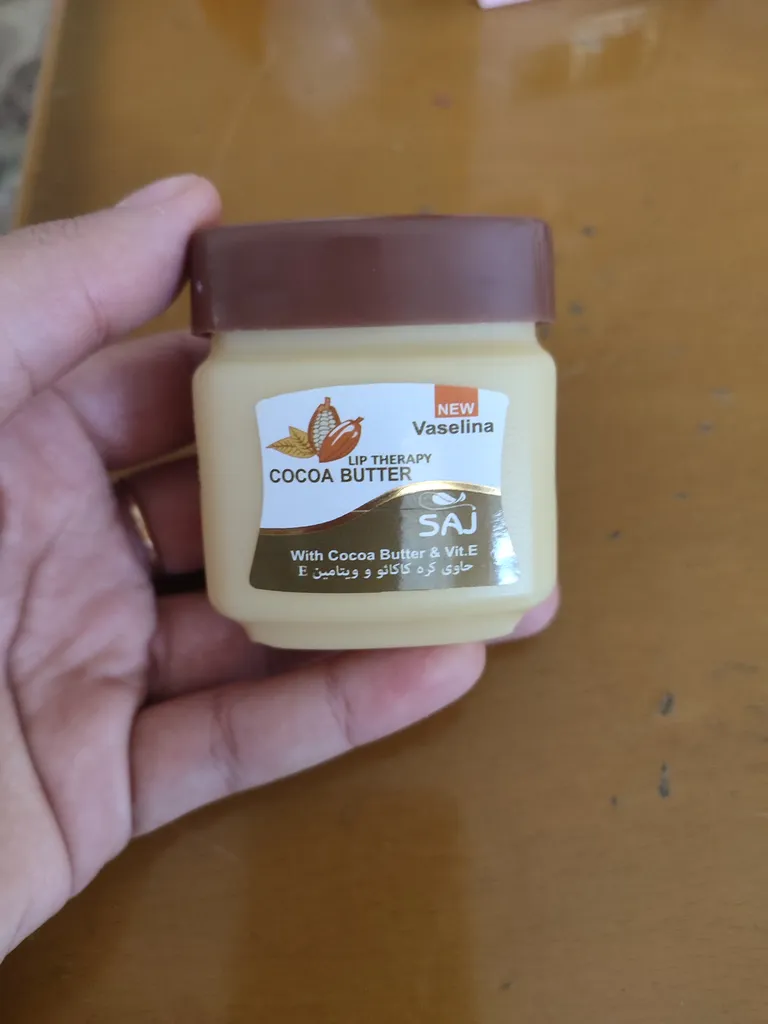 NEW
Vaselina
LIP THERAPY
COCOA BUTTER
SAJ
With Cocoa Butter & Vit.E
حاوی کره کاکائو و ویتامین E